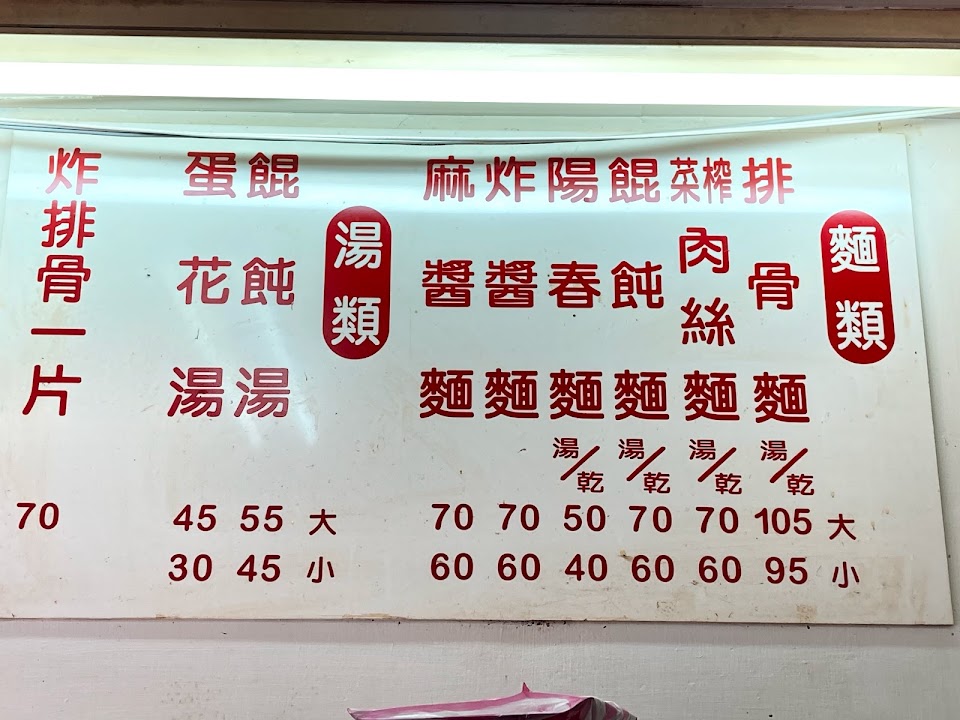 麵類
排骨麵 湯/乾 105 95
榨菜肉絲麵 湯/乾 70 60
餛飩麵 湯/乾 70 60
陽春麵 湯/乾 50 40
炸醬麵 70 60
麻醬麵 70 60
大 小
湯類
餛飩湯 55 45
蛋花湯 45 30
大 小
炸排骨一片 70